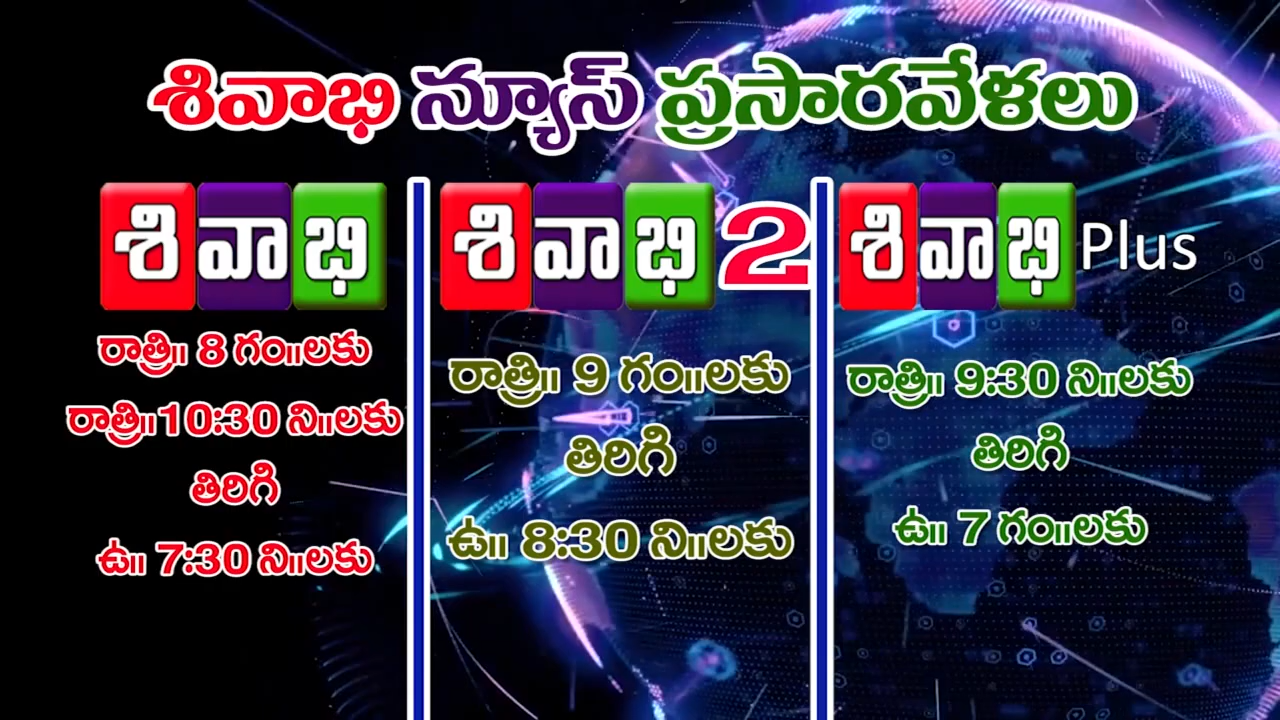 శివాభి న్యూస్ ప్రసారవేళలు
శివాభి
రాత్రి॥ 8 గం॥లకు
రాత్రి॥10:30 ని॥లకు
తిరిగి
ఉ॥ 7:30 ని॥లకు
శివాభి 2
రాత్రి॥ 9 గం॥లకు
తిరిగి
ఉ॥ 8:30 ని॥లకు
శివాభి Plus
రాత్రి॥ 9:30 ని॥లకు
తిరిగి
ఉ॥ 7 గం॥లకు